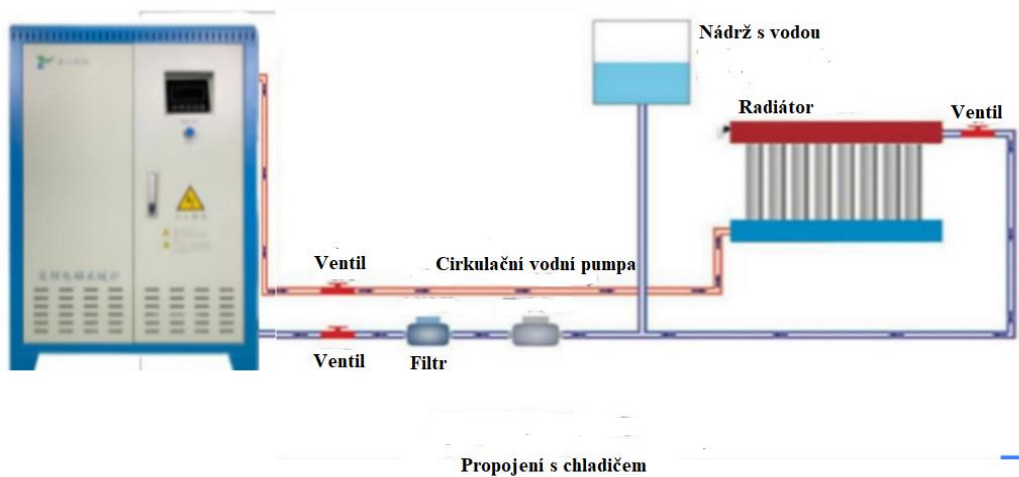 Nádrž s vodou
Radiátor
Ventil
Ventil
Cirkulační vodní pumpa
Ventil
Filtr
Propojení s chladičem